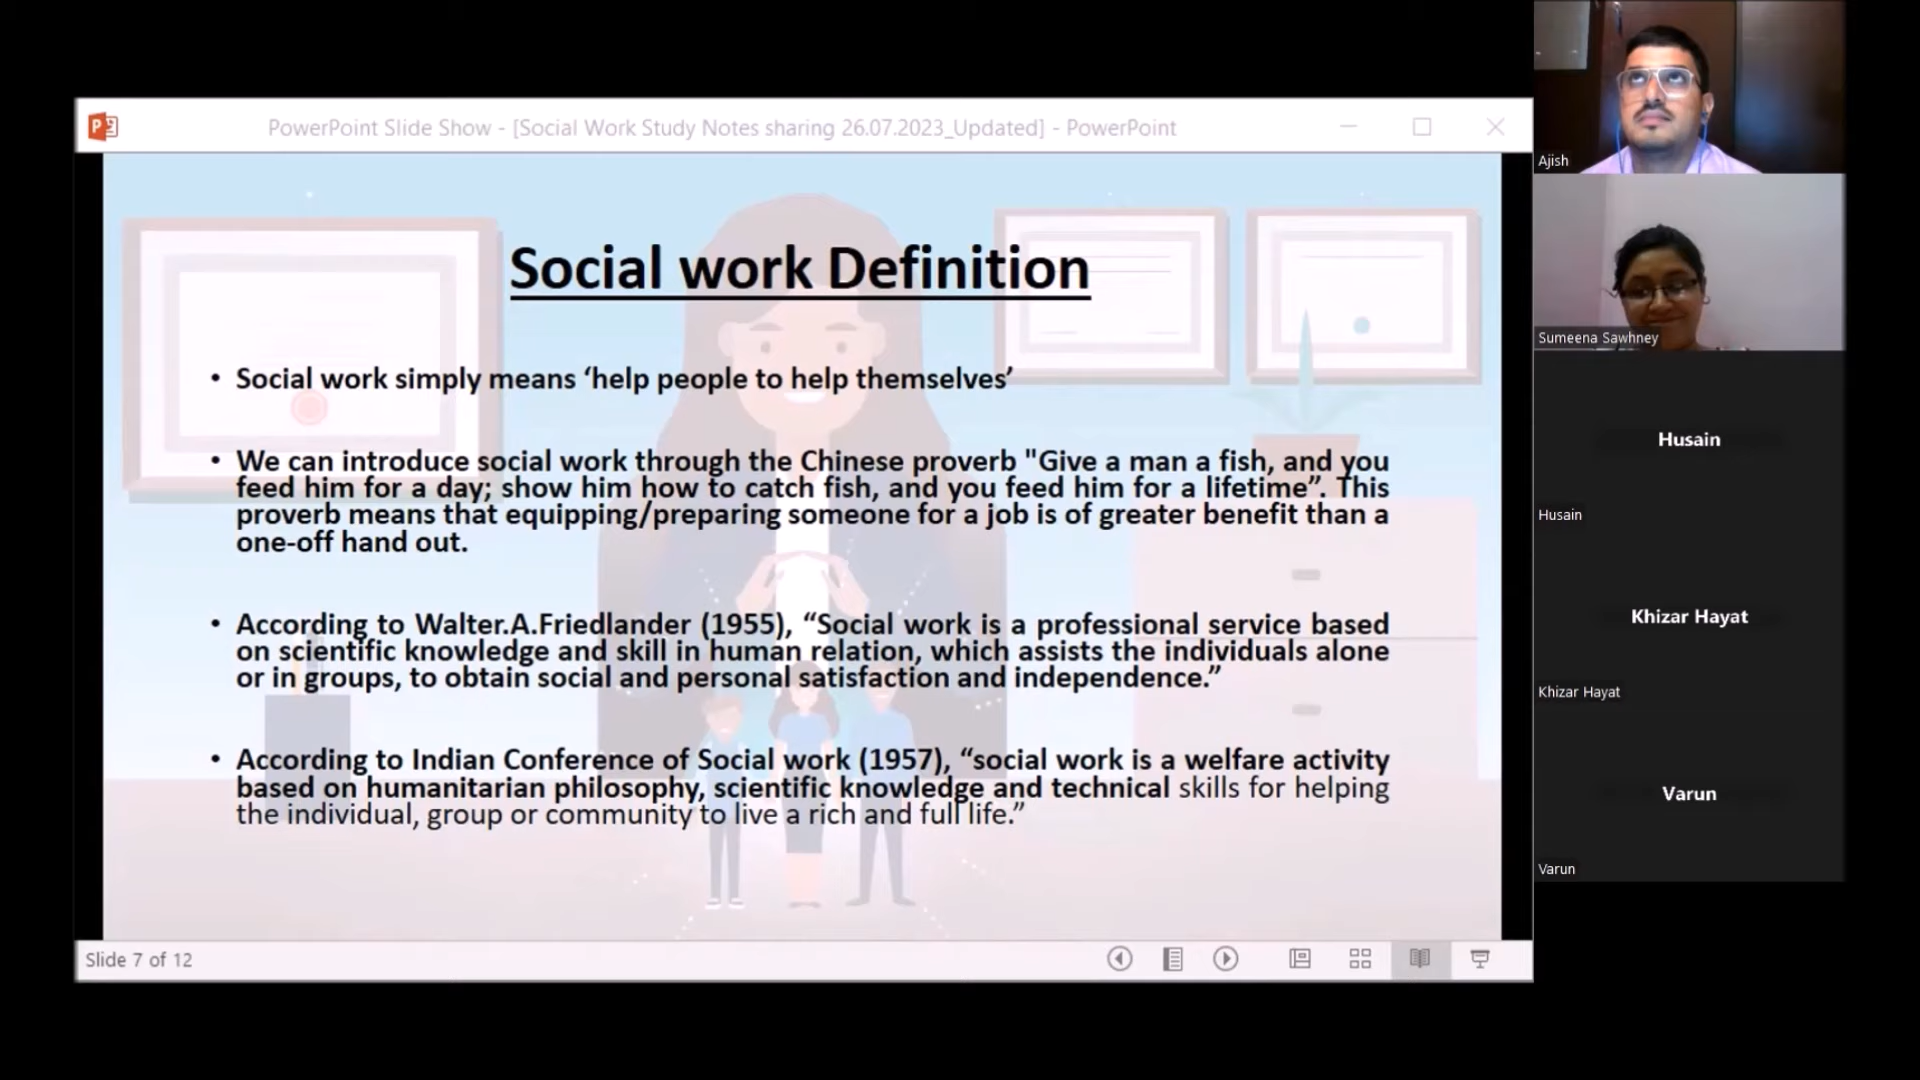 PowerPoint Slide Show - [Social Work Study Notes sharing 26.07.2023_Updated] - PowerPoint
Social work Definition
• Social work simply means ‘help people to help themselves’
• We can introduce social work through the Chinese proverb "Give a man a fish, and you
feed him for a day; show him how to catch fish, and you feed him for a lifetime”. This
proverb means that equipping/preparing someone for a job is of greater benefit than a
one-off hand out.
• According to Walter.A.Friedlander (1955), “Social work is a professional service based
on scientific knowledge and skill in human relation, which assists the individuals alone
or in groups, to obtain social and personal satisfaction and independence.”
• According to Indian Conference of Social work (1957), “social work is a welfare activity
based on humanitarian philosophy, scientific knowledge and technical skills for helping
the individual, group or community to live a rich and full life.”
Slide 7 of 12
Ajish
Sumeena Sawhney
Husain
Husain
Khizar Hayat
Khizar Hayat
Varun
Varun